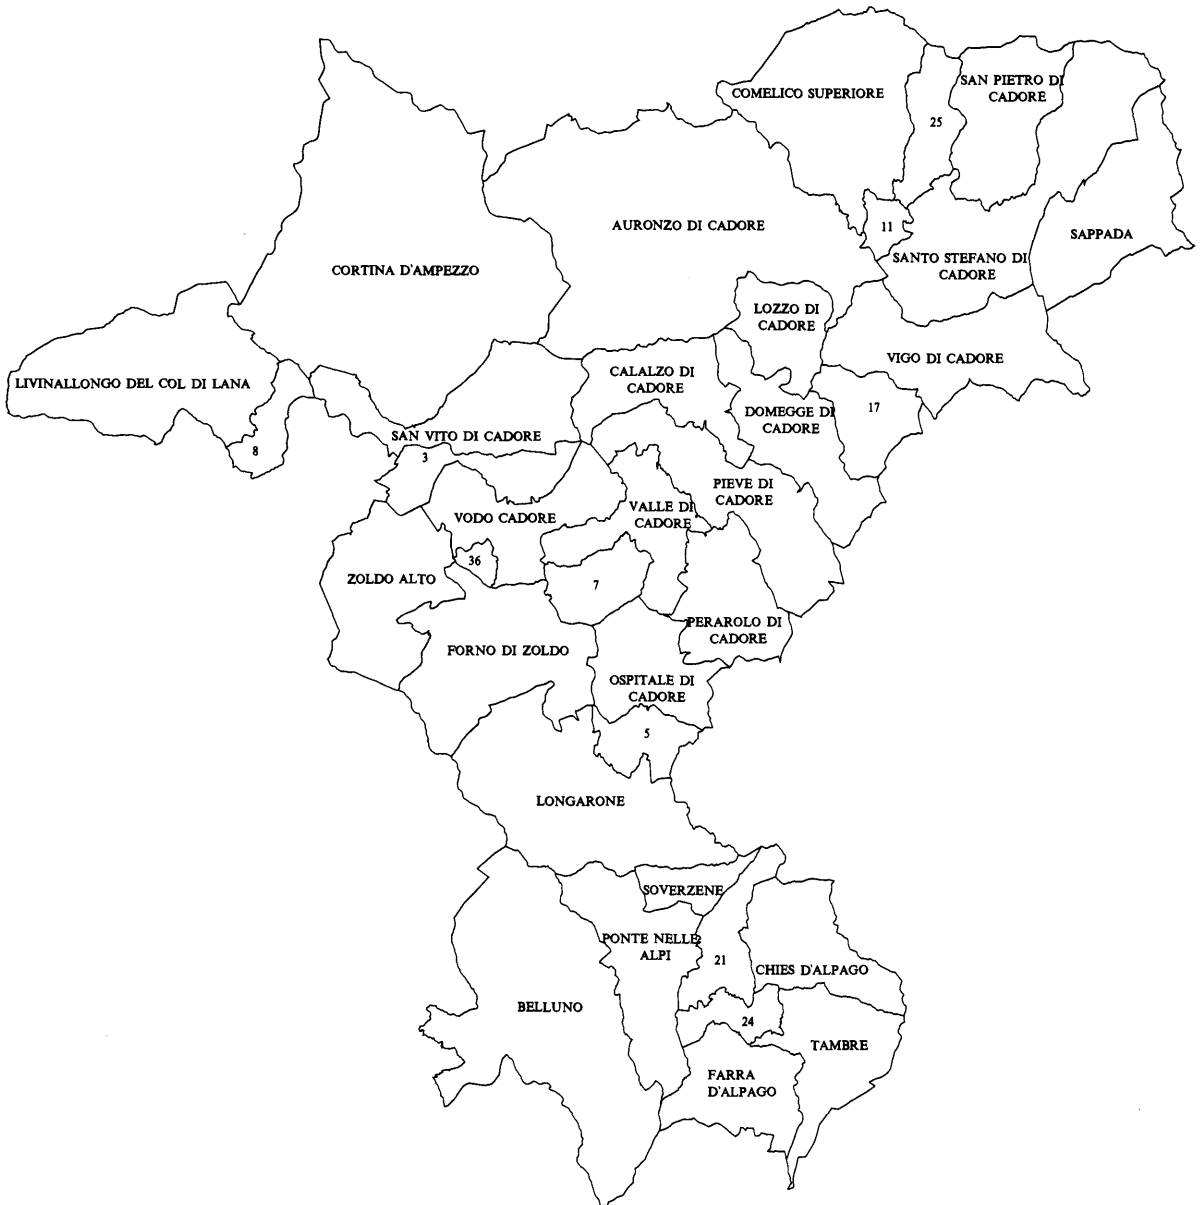 SAN PIETRO DI
CADORE
COMELICO SUPERIORE
25
AURONZO DI CADORE
11
SAPPADA
SANTO STEFANO DI
CADORE
CORTINA D'AMPEZZO
LOZZO DI
CADORE
VIGO DI CADORE
LIVINALLONGO DEL COL DI LANA
CALALZO DI
CADORE
DOMEGGE DI
CADORE
17
SAN VITO DI CADORE
8
3
PIEVE DI
CADORE
VALLE DI
CADORE
VODO CADORE
36
ZOLDO ALTO
7
PERAROLO DI
CADORE
FORNO DI ZOLDO
OSPITALE DI
CADORE
5
LONGARONE
SOVERZENE
PONTE NELLE
ALPI
21
CHIES D'ALPAGO
BELLUNO
24
TAMBRE
FARRA
D'ALPAGO